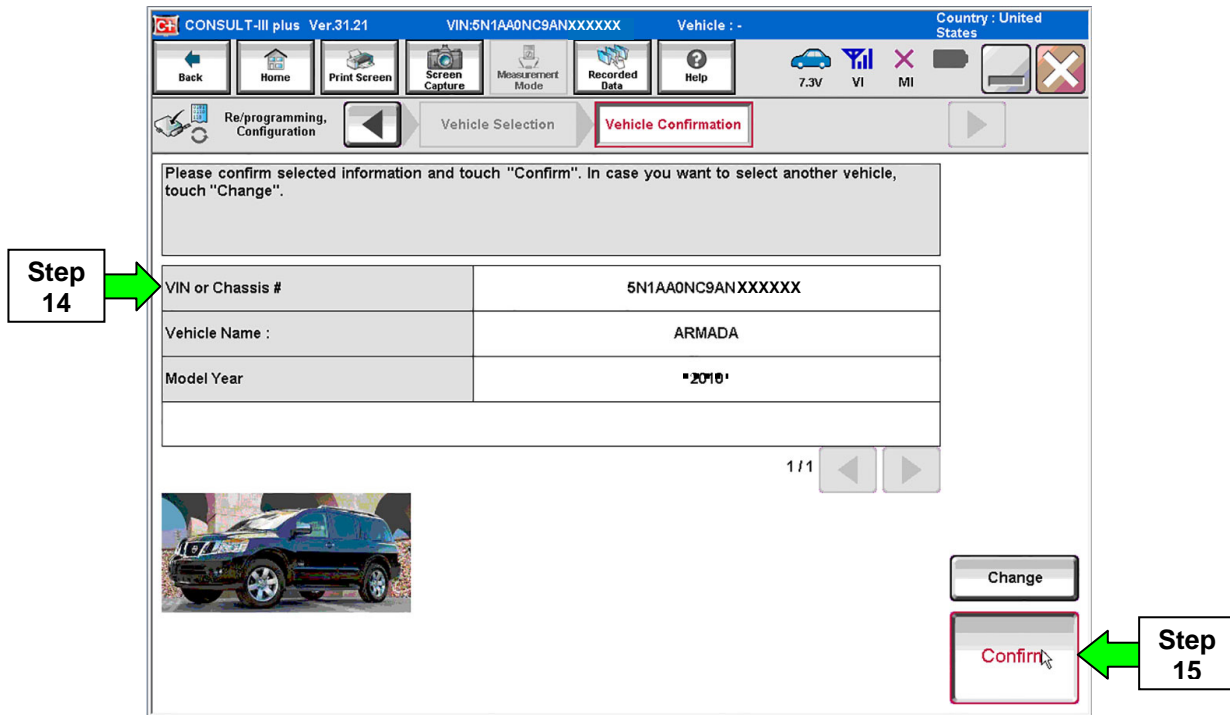 CONSULT-III plus Ver.31.21
VIN:5N1AA0NC9ANXXXXXX
Vehicle : -
Country : United
States
Back
Home
Print Screen
Screen
Capture
Measurement
Mode
Recorded
Data
Help
7.3V
VI
MI
Re/programming,
Configuration
Vehicle Selection
Vehicle Confirmation
Please confirm selected information and touch "Confirm". In case you want to select another vehicle,
touch "Change".
Step
14
VIN or Chassis #
5N1AA0NC9ANXXXXXX
Vehicle Name :
ARMADA
Model Year
2010
1/1
Change
Confirm
Step
15